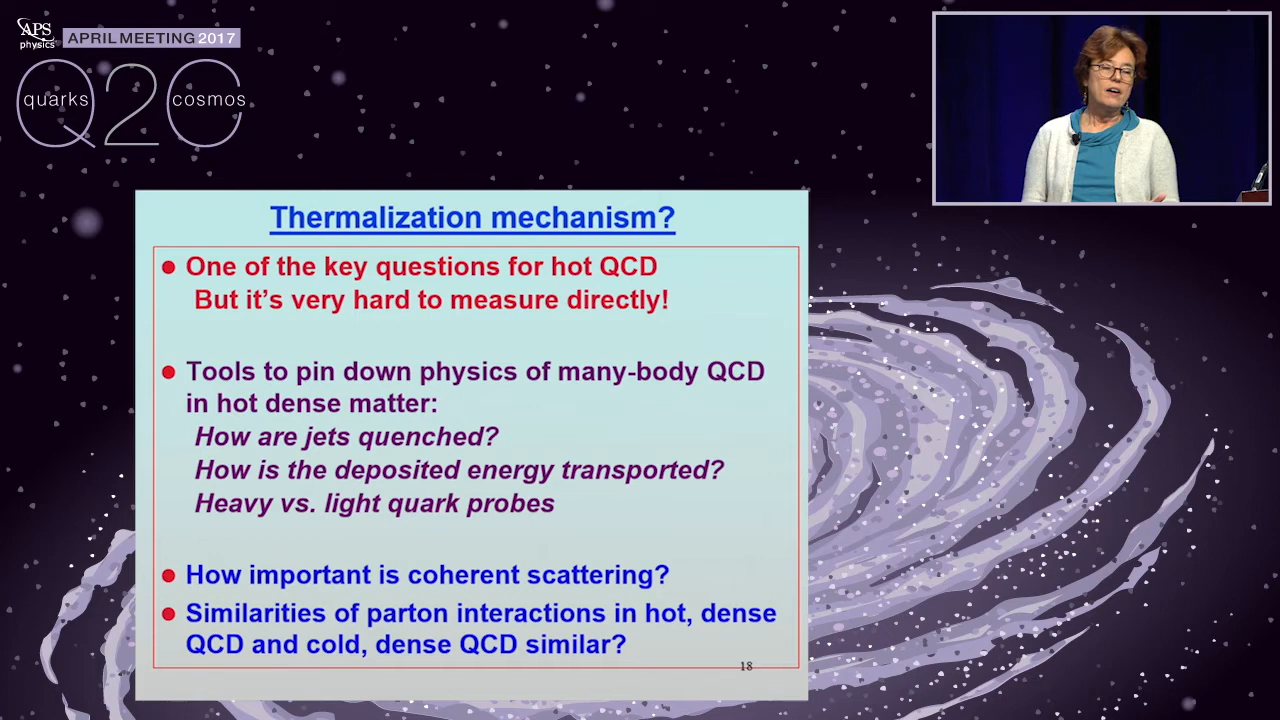 APS
physics
APRIL MEETING 2017
Q2C
quarks
cosmos
Thermalization mechanism?
One of the key questions for hot QCD
But it's very hard to measure directly!
Tools to pin down physics of many-body QCD
in hot dense matter:
How are jets quenched?
How is the deposited energy transported?
Heavy vs. light quark probes
How important is coherent scattering?
Similarities of parton interactions in hot, dense
QCD and cold, dense QCD similar?
18